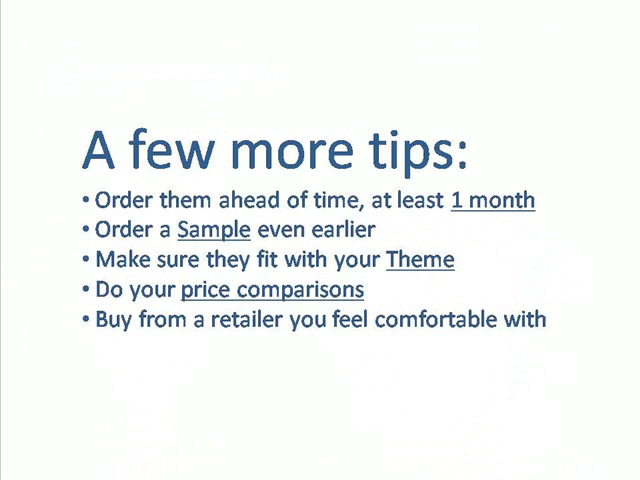 A few more tips:
• Order them ahead of time, at least 1 month
• Order a Sample even earlier
• Make sure they fit with your Theme
• Do your price comparisons
• Buy from a retailer you feel comfortable with